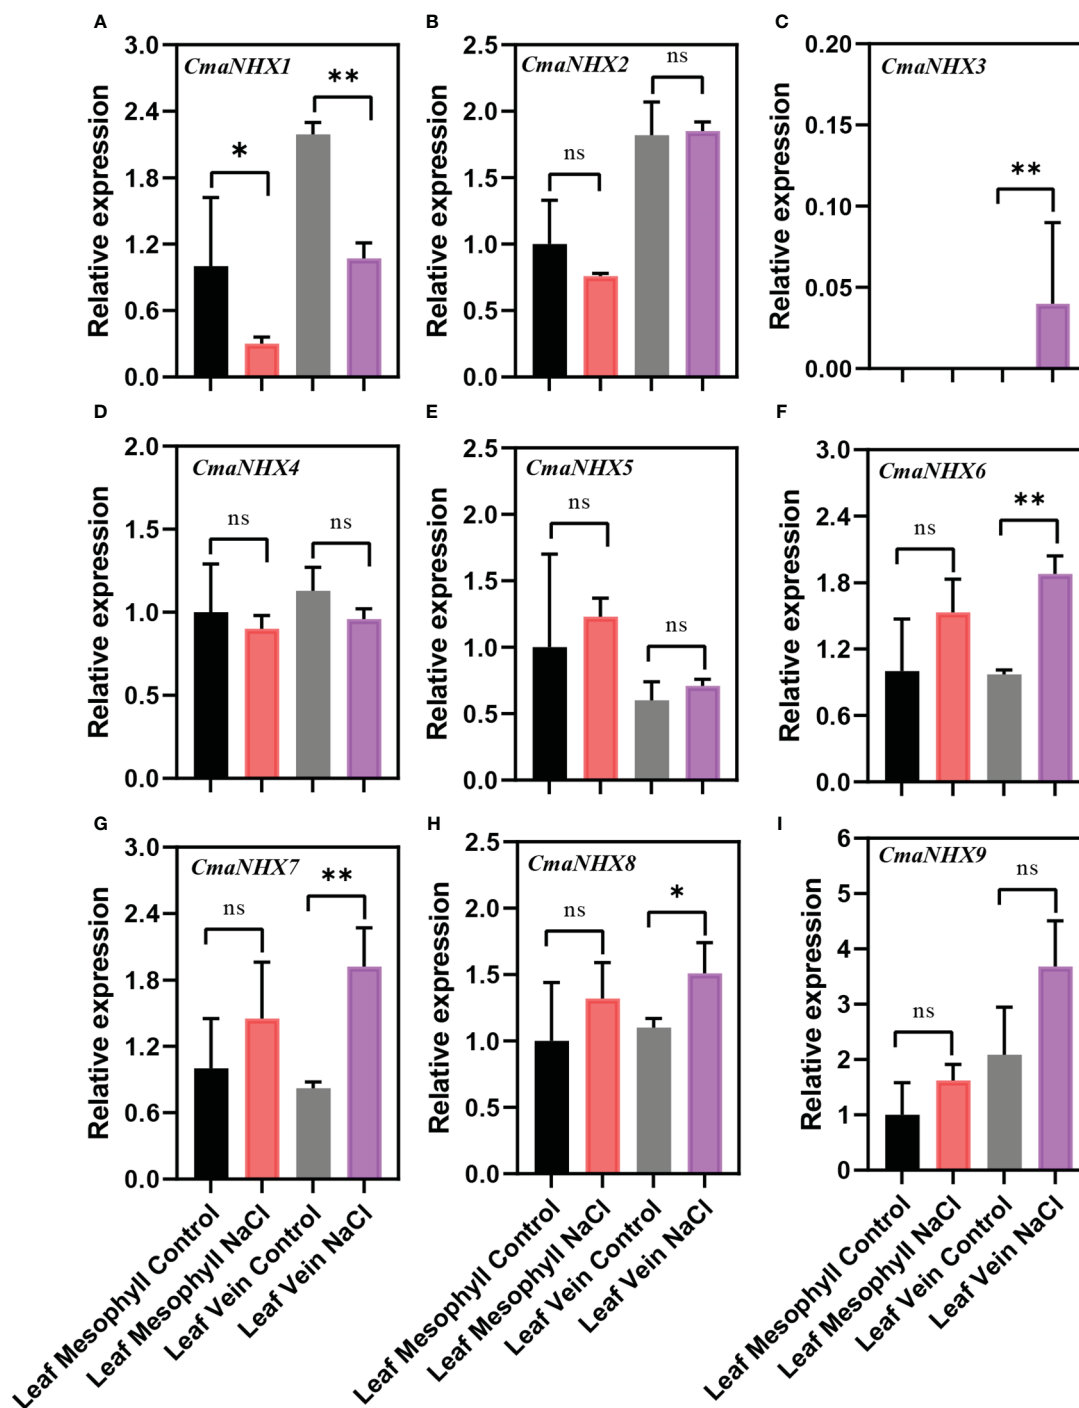 A
B
C
Relative expression
3.0
2.4
1.8
1.2
0.6
0.0
CmaNHX1
*
**
Relative expression
2.5
2.0
1.5
1.0
0.5
0.0
CmaNHX2
ns
ns
Relative expression
0.20
0.15
0.10
0.05
0.00
CmaNHX3
**
D
E
F
Relative expression
2.0
1.5
1.0
0.5
0.0
CmaNHX4
ns
ns
Relative expression
2.5
2.0
1.5
1.0
0.5
0.0
CmaNHX5
ns
ns
Relative expression
3.0
2.4
1.8
1.2
0.6
0.0
CmaNHX6
ns
**
G
H
I
Relative expression
3.0
2.4
1.8
1.2
0.6
0.0
CmaNHX7
ns
**
Relative expression
2.5
2.0
1.5
1.0
0.5
0.0
CmaNHX8
ns
*
Relative expression
6
5
4
3
2
1
0
CmaNHX9
ns
ns
Leaf Mesophyll Control
Leaf Mesophyll NaCl
Leaf Vein Control
Leaf Vein NaCl
Leaf Mesophyll Control
Leaf Mesophyll NaCl
Leaf Vein Control
Leaf Vein NaCl
Leaf Mesophyll Control
Leaf Mesophyll NaCl
Leaf Vein Control
Leaf Vein NaCl